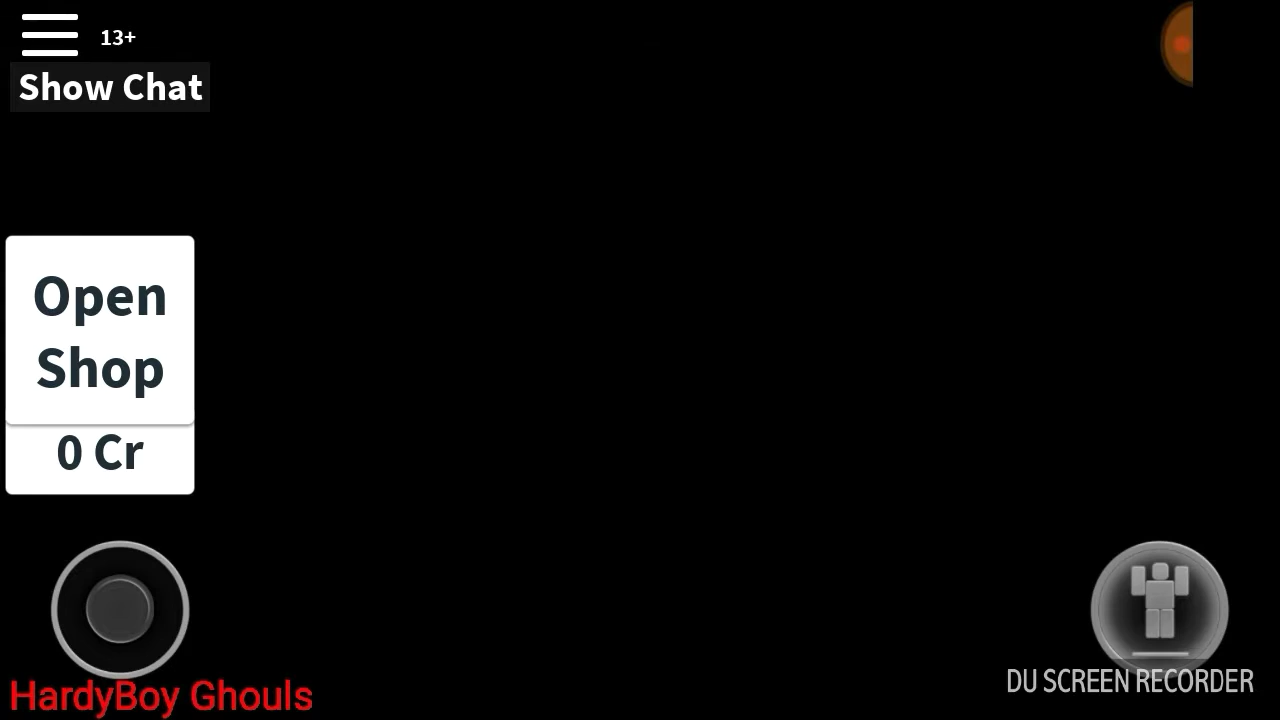 13+
Show Chat
Open
Shop
0 Cr
HardyBoy Ghouls
DU SCREEN RECORDER